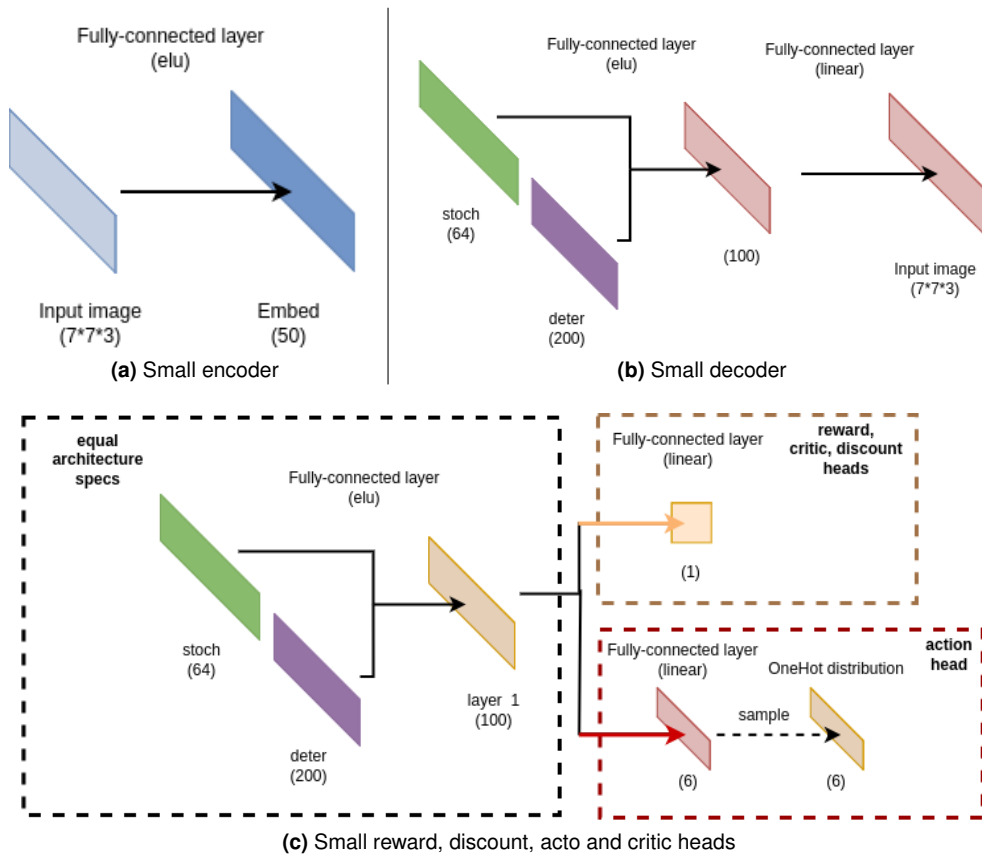 Fully-connected layer
(elu)
Input image
(7*7*3)
Embed
(50)
(a) Small encoder
Fully-connected layer
(elu)
Fully-connected layer
(linear)
stoch
(64)
deter
(200)
(100)
Input image
(7*7*3)
(b) Small decoder
equal
architecture
specs
Fully-connected layer
(elu)
stoch
(64)
deter
(200)
layer 1
(100)
Fully-connected layer
(linear)
reward,
critic, discount
heads
(1)
Fully-connected layer
(linear)
OneHot distribution
action
head
sample
(6)
(6)
(c) Small reward, discount, acto and critic heads